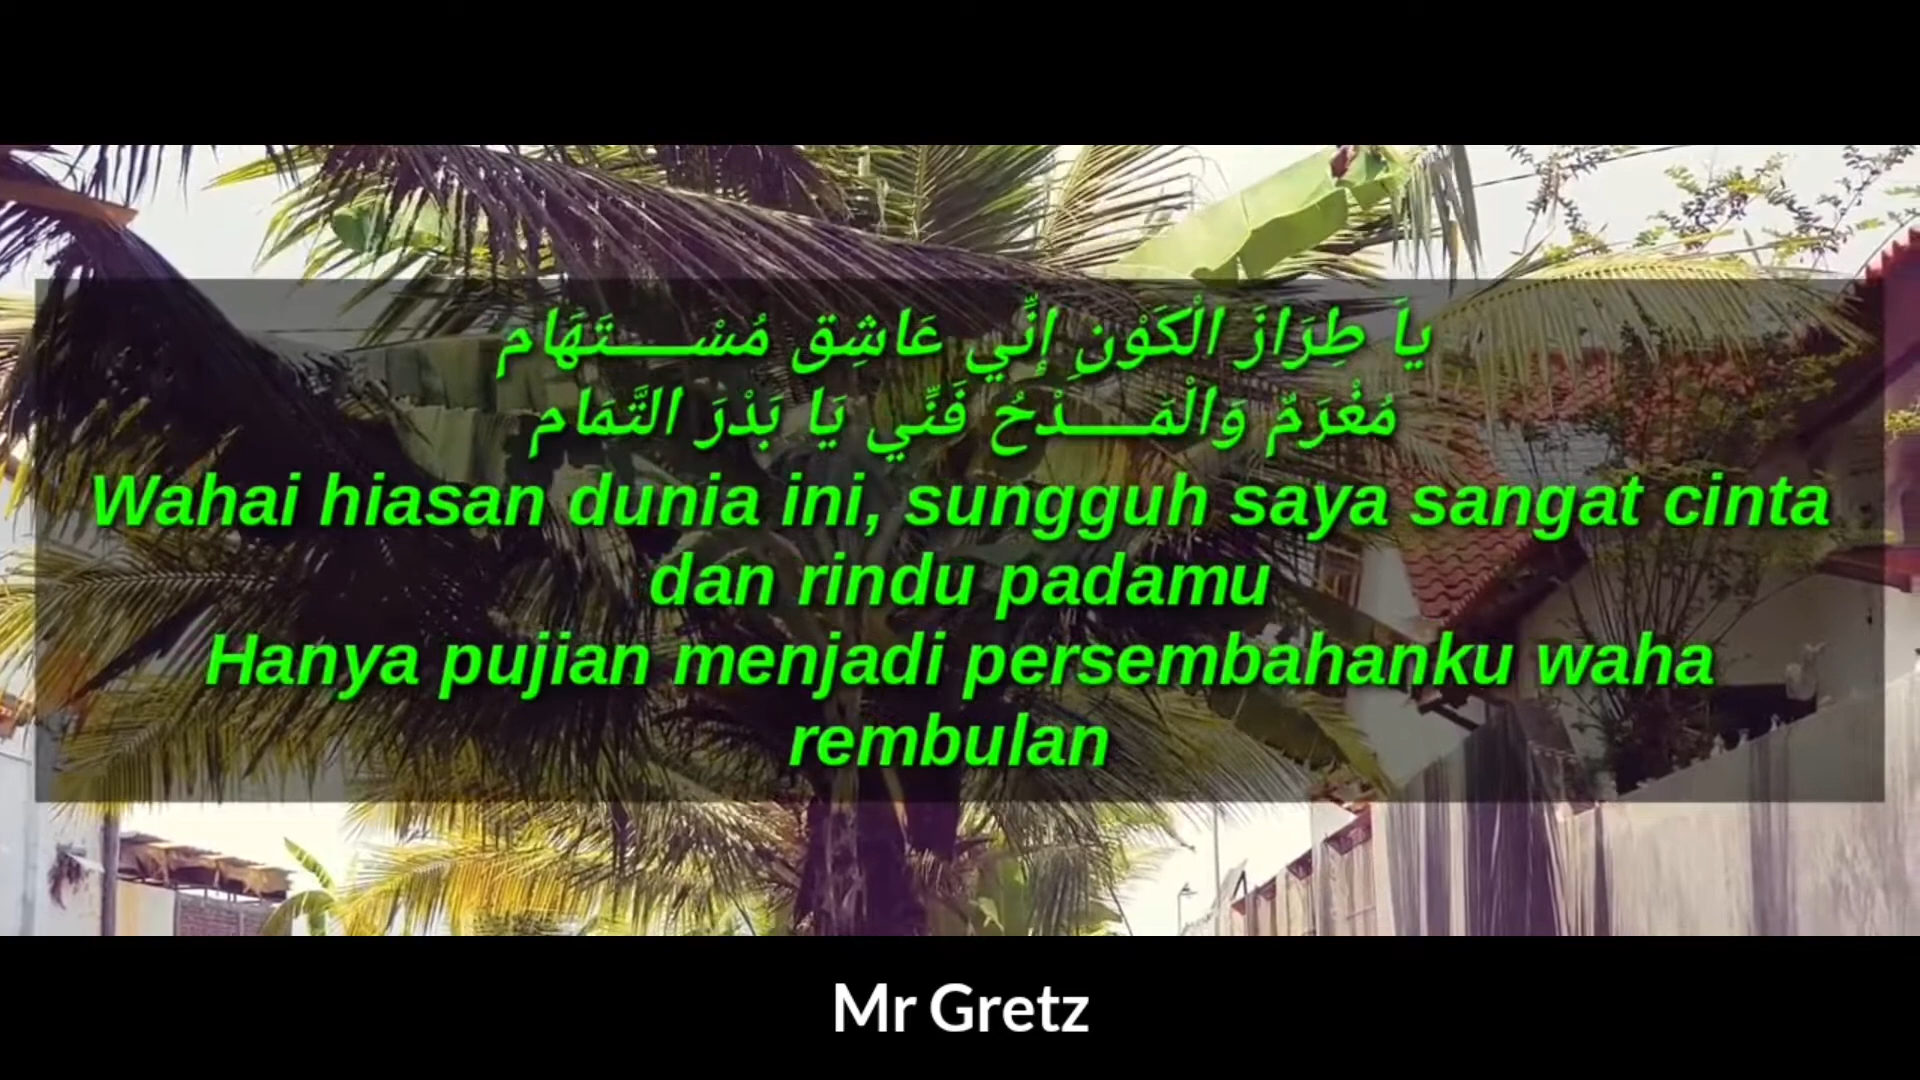 ياَ طِرَازَ الْكَوْنِ إِنِّي عَاشِق مُسْـــتَهَام
مُغْرَمٌ وَالْمَـــدْحُ فَنِّي يَا بَدْرَ التَّمَام
Wahai hiasan dunia ini, sungguh saya sangat cinta
dan rindu padamu
Hanya pujian menjadi persembahanku waha
rembulan
Mr Gretz